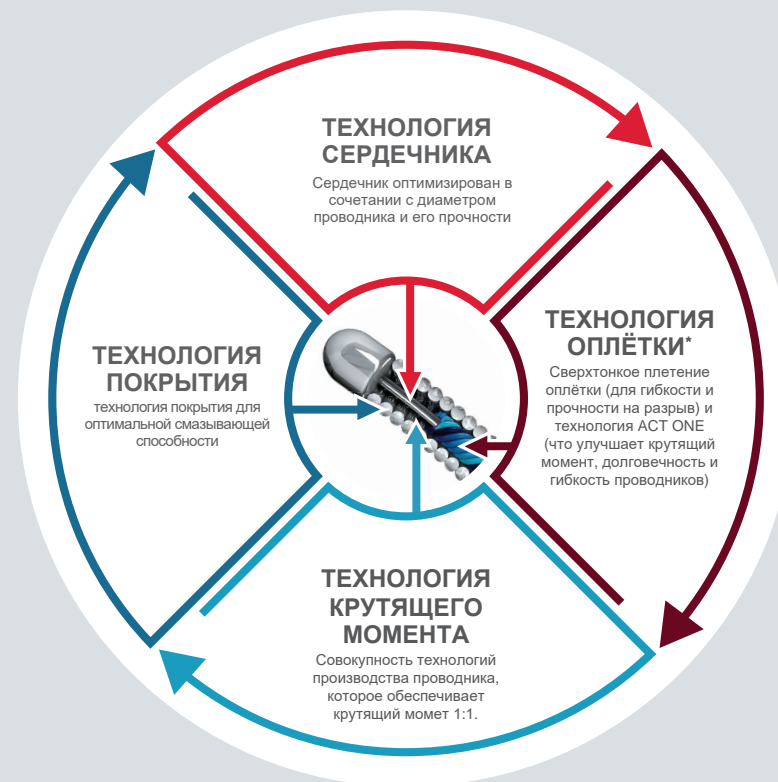 ТЕХНОЛОГИЯ
СЕРДЕЧНИКА
Сердечник оптимизирован в
сочетании с диаметром
проводника и его прочности
ТЕХНОЛОГИЯ
ОПЛЁТКИ*
Сверхтонкое плетение
оплётки (для гибкости и
прочности на разрыв) и
технология ACT ONE
(что улучшает крутящий
момент, долговечность и
гибкость проводников)
ТЕХНОЛОГИЯ
ПОКРЫТИЯ
технология покрытия для
оптимальной смазывающей
способности
ТЕХНОЛОГИЯ
КРУТЯЩЕГО
МОМЕНТА
Совокупность технологий
производства проводника,
которое обеспечивает
крутящий момет 1:1.